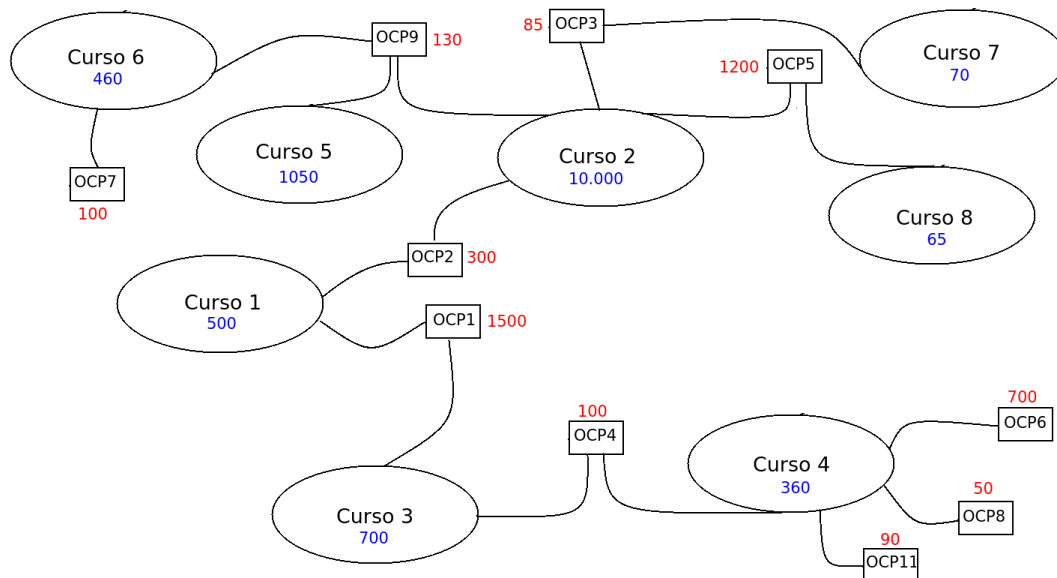 Curso 6
460
OCP9
130
85
OCP3
1200
OCP5
Curso 7
70
Curso 5
1050
Curso 2
10.000
OCP7
100
Curso 8
65
OCP2
300
Curso 1
500
OCP1
1500
100
OCP4
700
OCP6
Curso 4
360
50
OCP8
Curso 3
700
90
OCP11